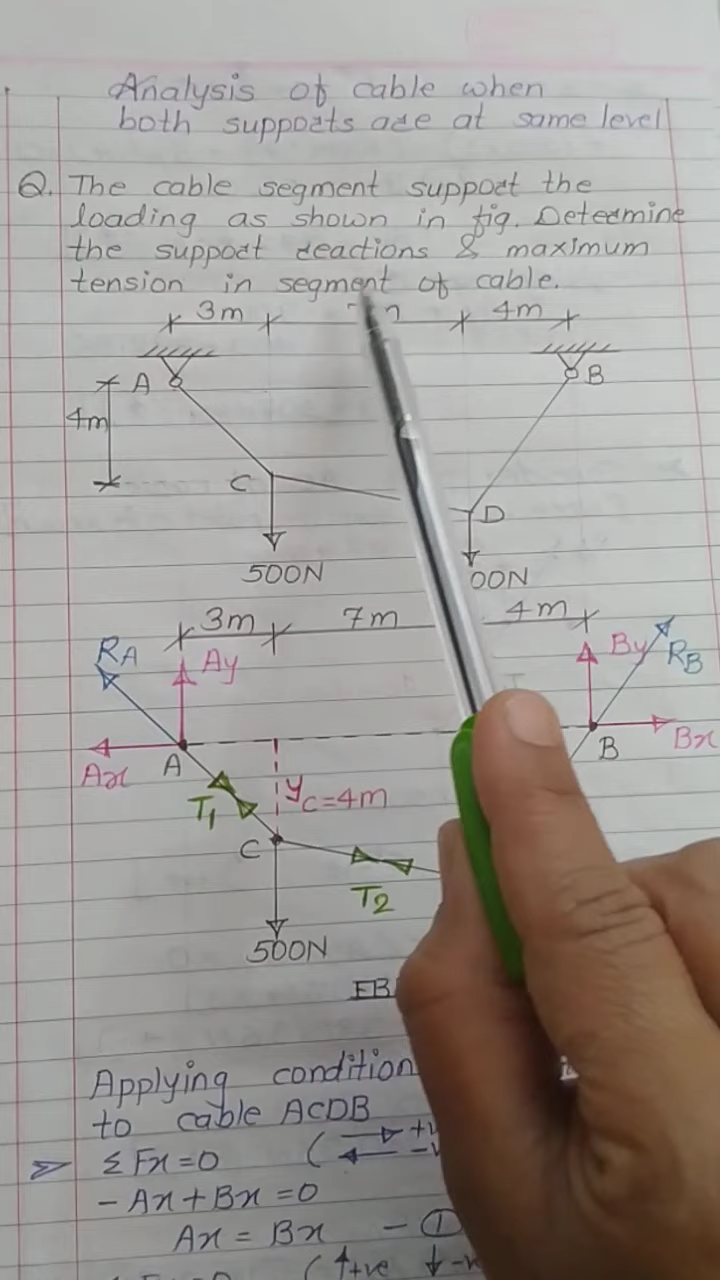 Analysis of cable when
both supports are at same level
Q. The cable segment support the
loading as shown in fig. Determine
the support reactions & maximum
tension in segment of cable.
3m 4m
A B
4m
C D
500N 00N
3m 7m 4m
RA Ay By RB
Ax A B Bx
T1 yC=4m
C
T2
500N
FB
Applying condition
to cable ACDB
ΣFx=0 ( +v
- Ax + Bx = 0
Ax = Bx - ①
(↑+ve ↓-v